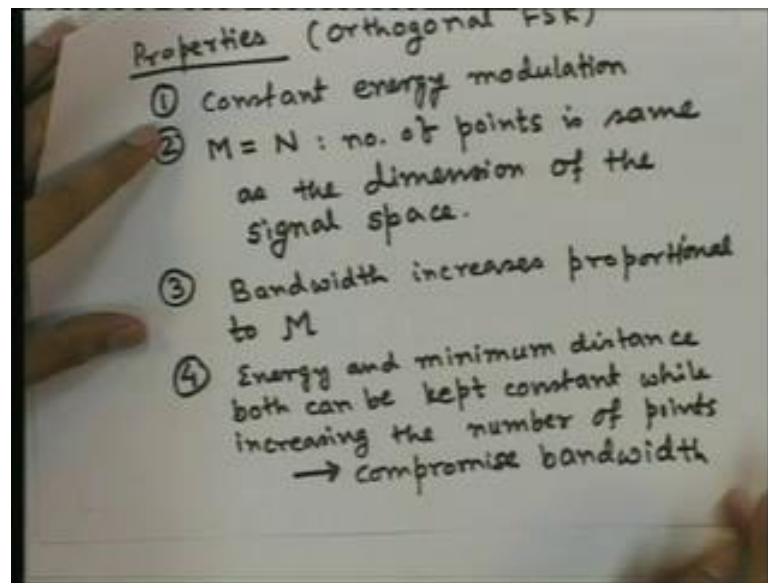 Properties (Orthogonal FSK)
① Constant energy modulation
② M = N : no. of points is same
as the dimension of the
signal space.
③ Bandwidth increases proportional
to M
④ Energy and minimum distance
both can be kept constant while
increasing the number of points
→ compromise bandwidth